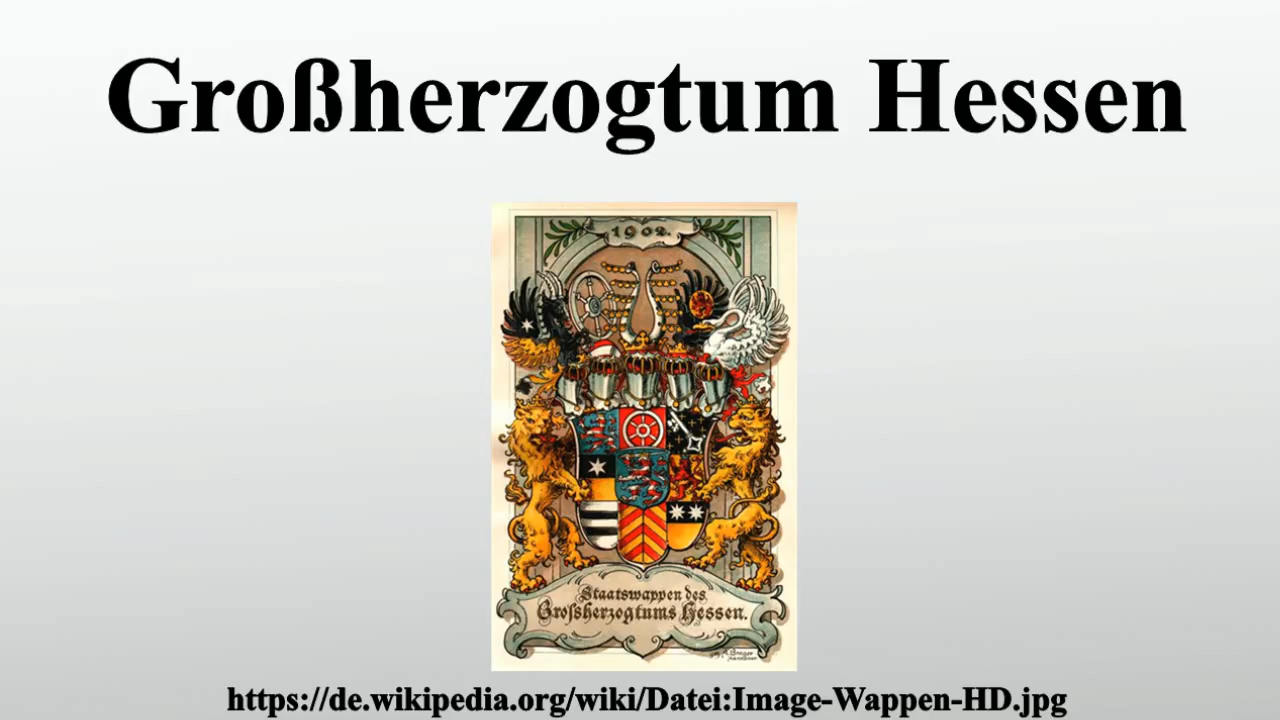 Großherzogtum Hessen
1902.
Staatswappen des
Großherzogtums Hessen.
https://de.wikipedia.org/wiki/Datei:Image-Wappen-HD.jpg